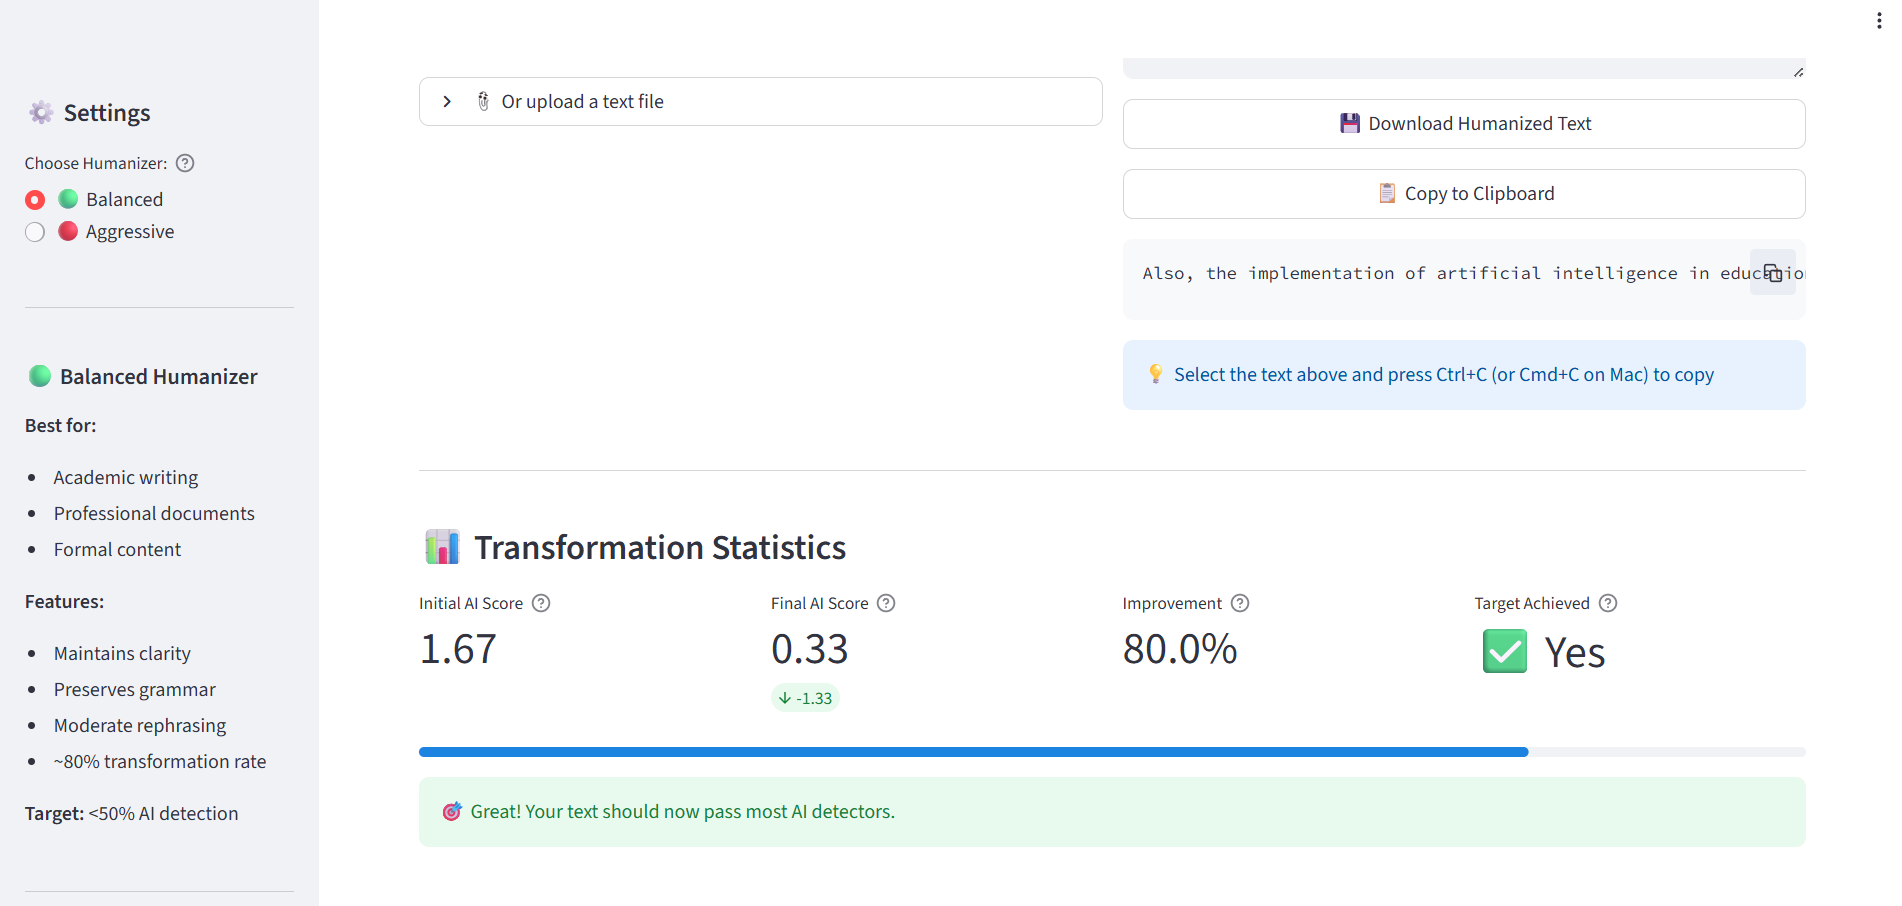 Settings
Choose Humanizer:
Balanced
Aggressive
Balanced Humanizer
Best for:
Academic writing
Professional documents
Formal content
Features:
Maintains clarity
Preserves grammar
Moderate rephrasing
~80% transformation rate
Target: <50% AI detection
Or upload a text file
Download Humanized Text
Copy to Clipboard
Also, the implementation of artificial intelligence in educatio
Select the text above and press Ctrl+C (or Cmd+C on Mac) to copy
Transformation Statistics
Initial AI Score
1.67
Final AI Score
0.33
-1.33
Improvement
80.0%
Target Achieved
Yes
Great! Your text should now pass most AI detectors.